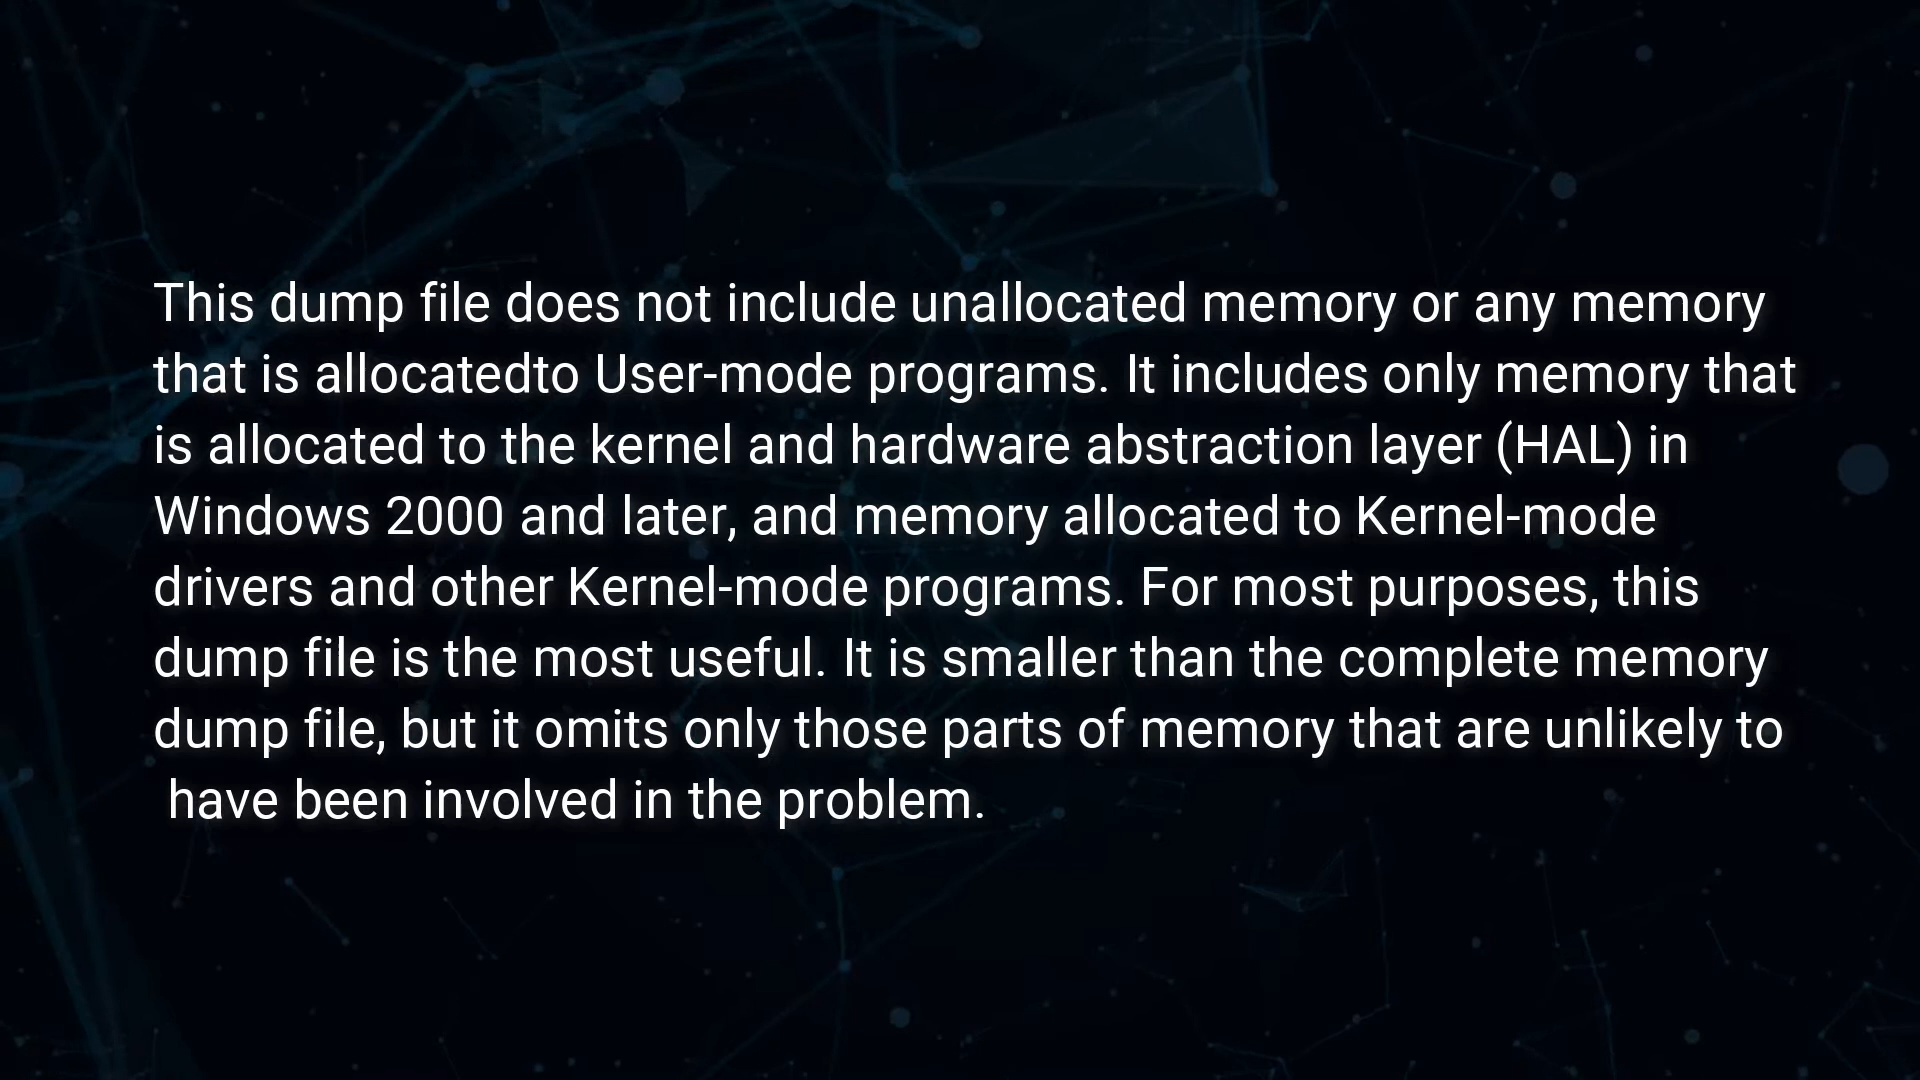 This dump file does not include unallocated memory or any memory
that is allocatedto User-mode programs. It includes only memory that
is allocated to the kernel and hardware abstraction layer (HAL) in
Windows 2000 and later, and memory allocated to Kernel-mode
drivers and other Kernel-mode programs. For most purposes, this
dump file is the most useful. It is smaller than the complete memory
dump file, but it omits only those parts of memory that are unlikely to
have been involved in the problem.